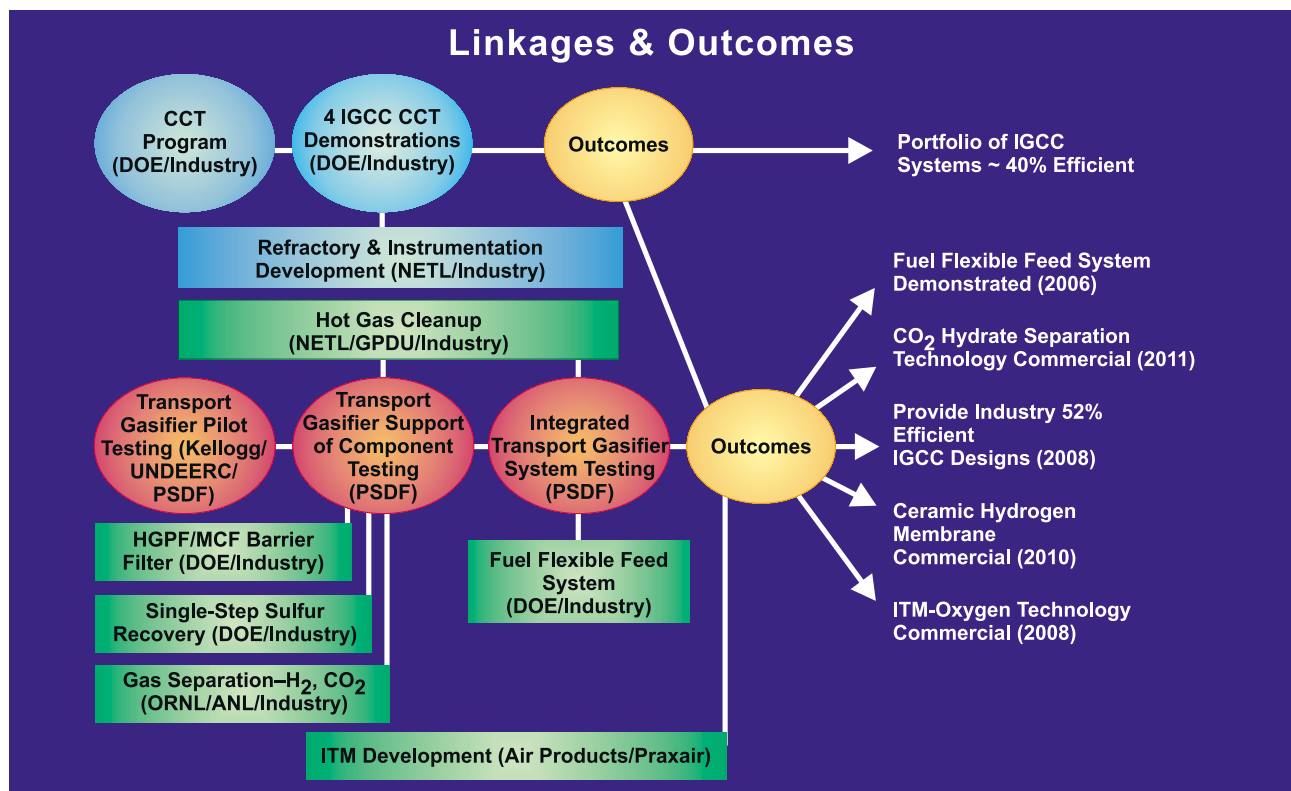 Linkages & Outcomes
CCT
Program
(DOE/Industry)
4 IGCC CCT
Demonstrations
(DOE/Industry)
Outcomes
Portfolio of IGCC
Systems ~ 40% Efficient
Refractory & Instrumentation
Development (NETL/Industry)
Hot Gas Cleanup
(NETL/GPDU/Industry)
Transport
Gasifier Pilot
Testing (Kellogg/
UNDEERC/
PSDF)
Transport
Gasifier Support
of Component
Testing
(PSDF)
Integrated
Transport Gasifier
System Testing
(PSDF)
Outcomes
Fuel Flexible Feed System
Demonstrated (2006)
CO2 Hydrate Separation
Technology Commercial (2011)
Provide Industry 52%
Efficient
IGCC Designs (2008)
Ceramic Hydrogen
Membrane
Commercial (2010)
ITM-Oxygen Technology
Commercial (2008)
HGPF/MCF Barrier
Filter (DOE/Industry)
Single-Step Sulfur
Recovery (DOE/Industry)
Gas Separation–H2, CO2
(ORNL/ANL/Industry)
Fuel Flexible Feed
System
(DOE/Industry)
ITM Development (Air Products/Praxair)